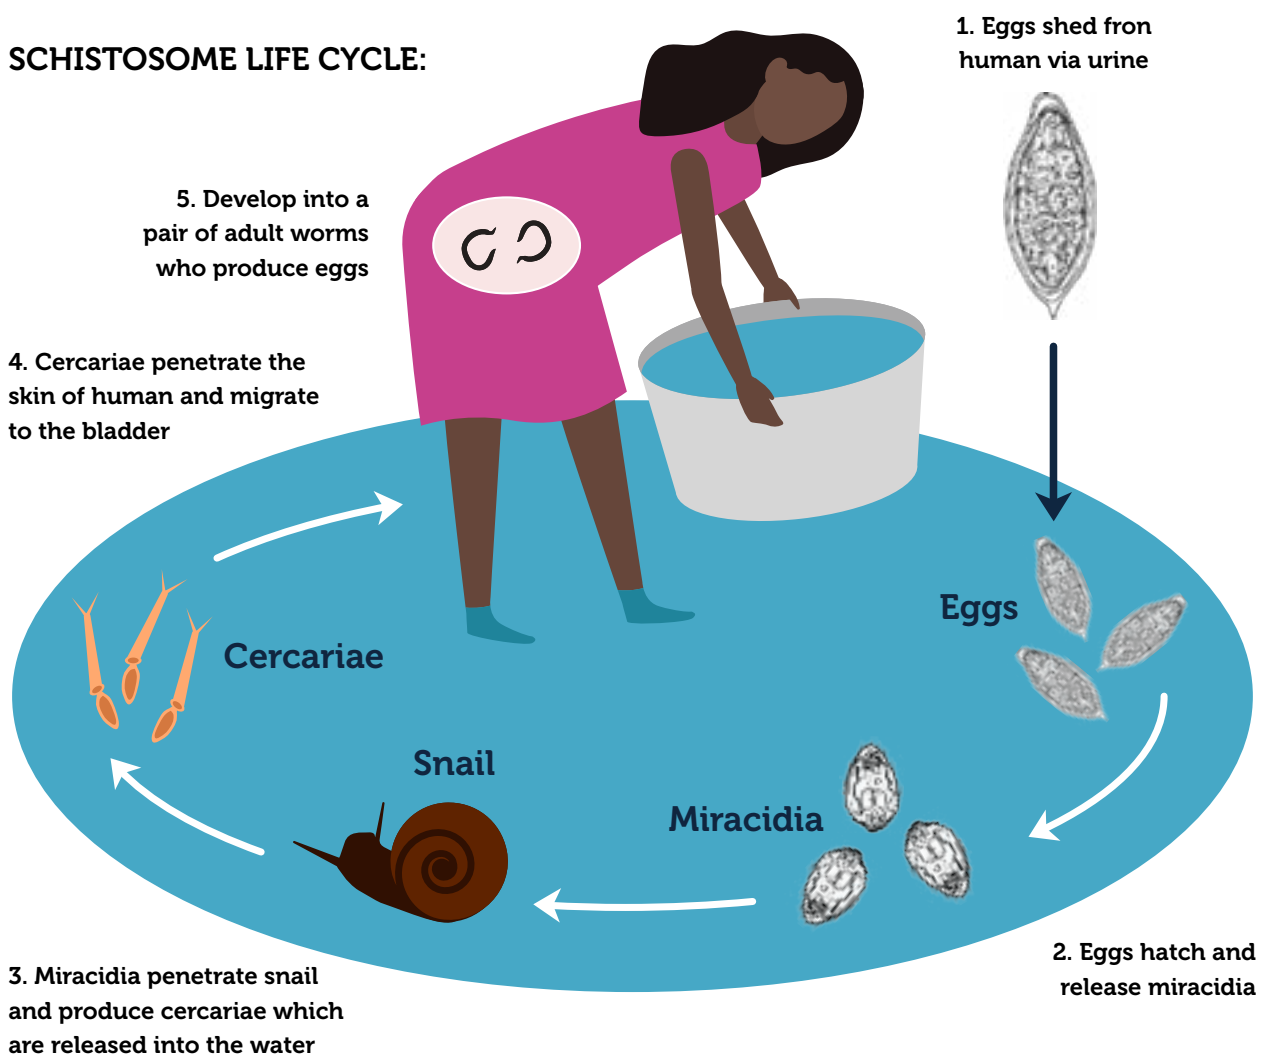 SCHISTOSOME LIFE CYCLE:
1. Eggs shed fron
human via urine
5. Develop into a
pair of adult worms
who produce eggs
4. Cercariae penetrate the
skin of human and migrate
to the bladder
Eggs
Cercariae
Snail
Miracidia
2. Eggs hatch and
release miracidia
3. Miracidia penetrate snail
and produce cercariae which
are released into the water